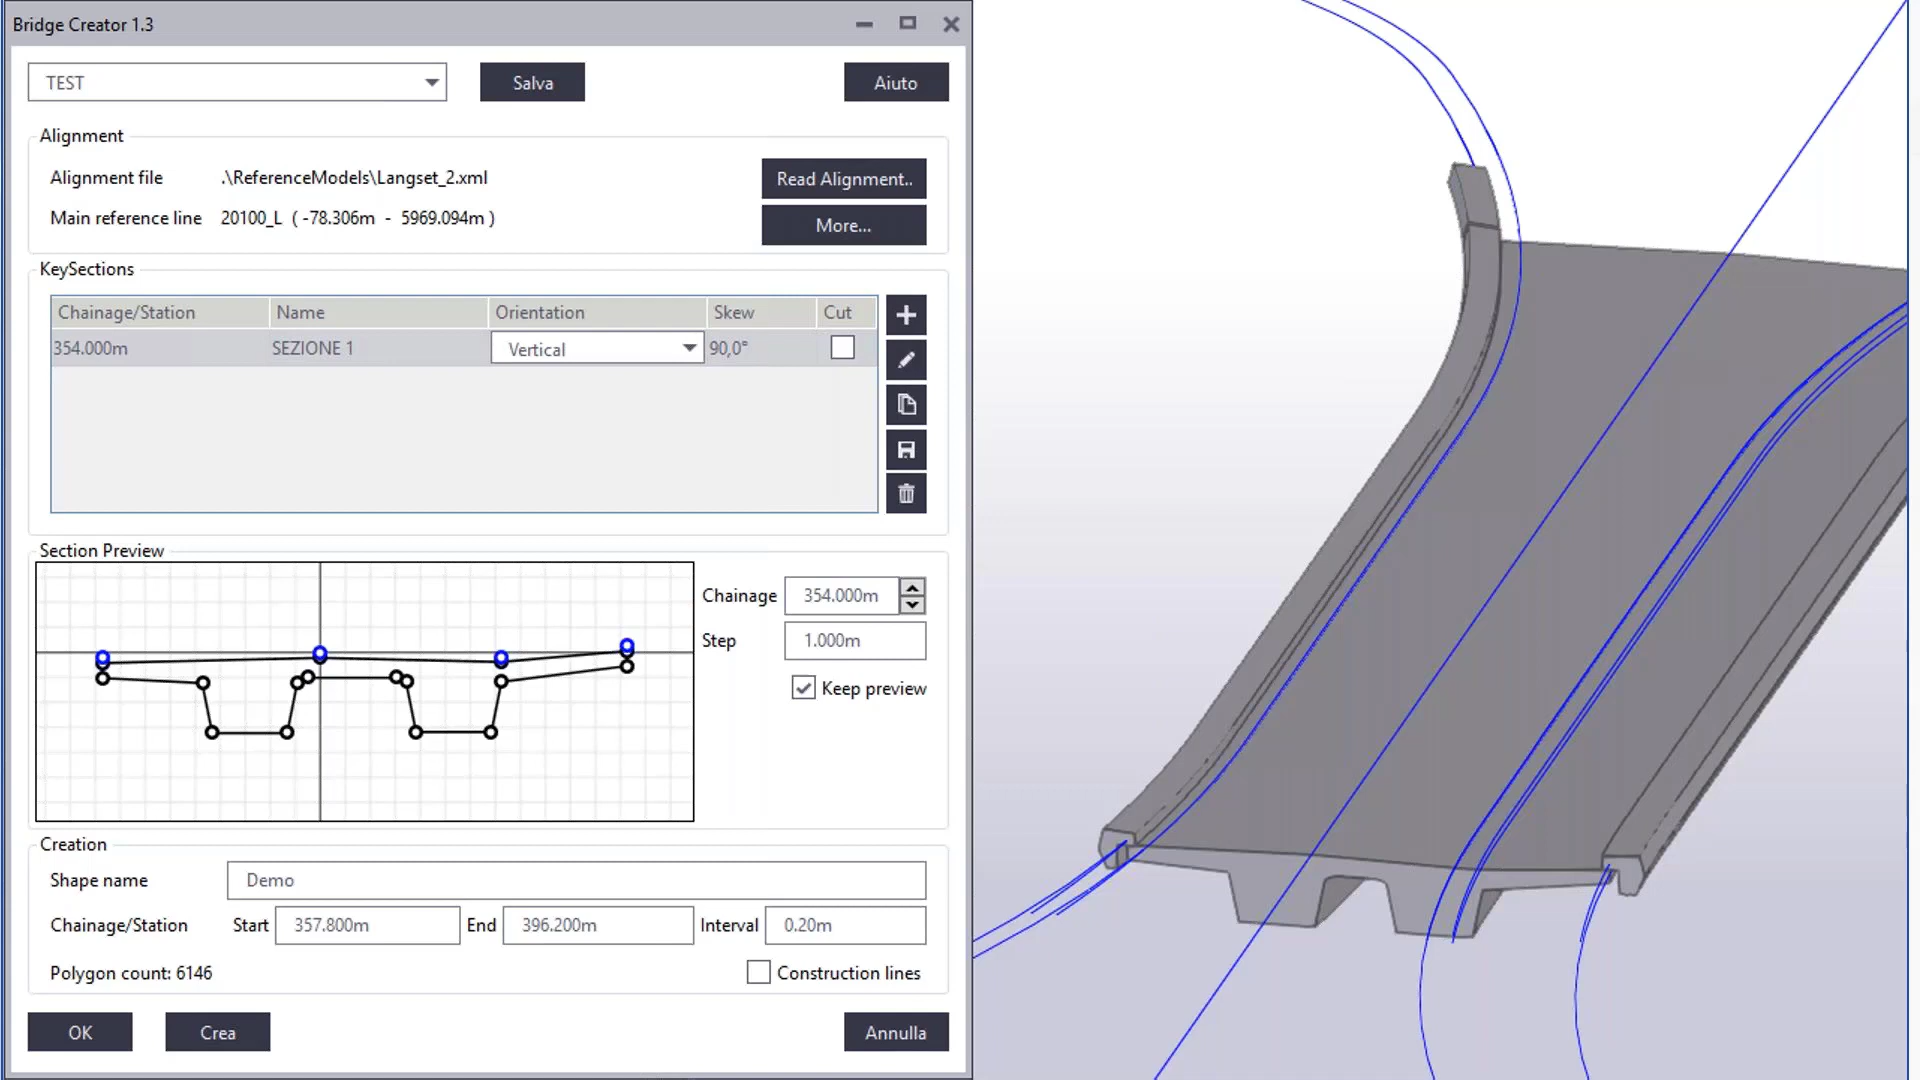 Bridge Creator 1.3
TEST
Salva
Aiuto
Alignment
Alignment file .\ReferenceModels\Langset_2.xml
Read Alignment..
Main reference line 20100_L ( -78.306m - 5969.094m )
More...
KeySections
Chainage/Station Name Orientation Skew Cut
354.000m SEZIONE 1 Vertical 90,0°
Section Preview
Chainage 354.000m
Step 1.000m
Keep preview
Creation
Shape name Demo
Chainage/Station Start 357.800m End 396.200m Interval 0.20m
Polygon count: 6146 Construction lines
OK Crea Annulla